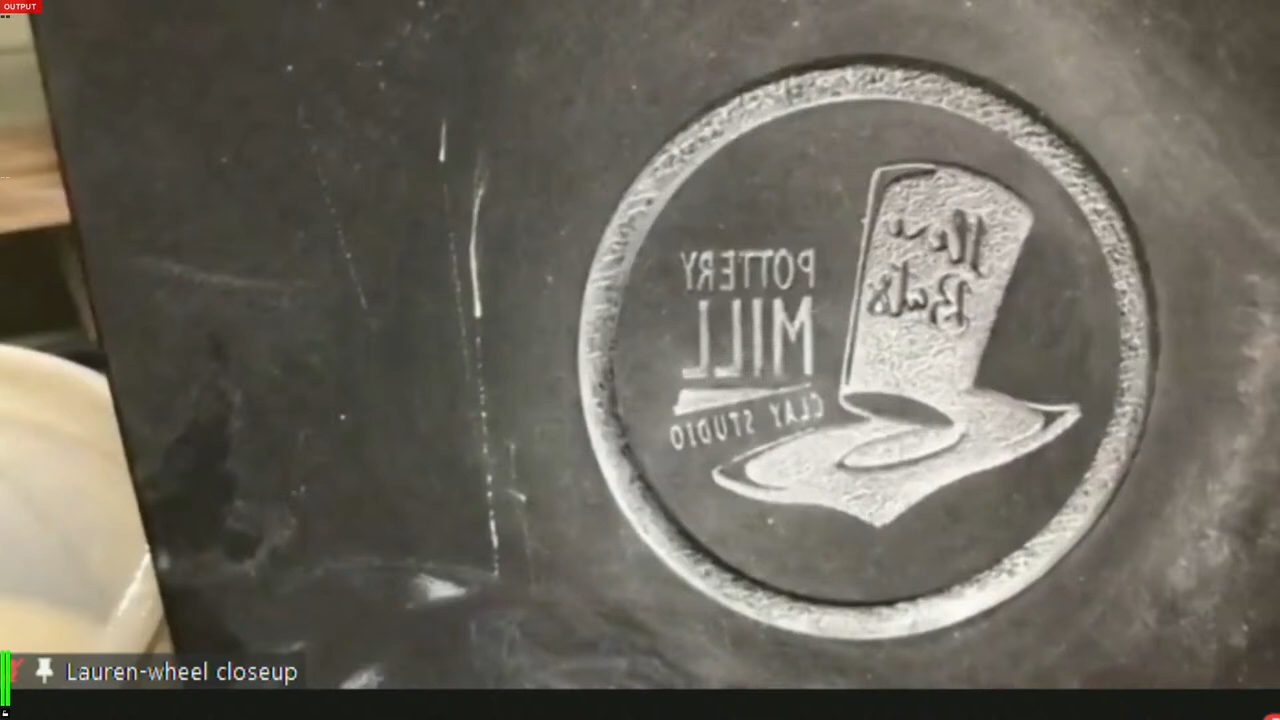 OUTPUT
POTTERY
MILL
CLAY STUDIO
Lauren-wheel closeup